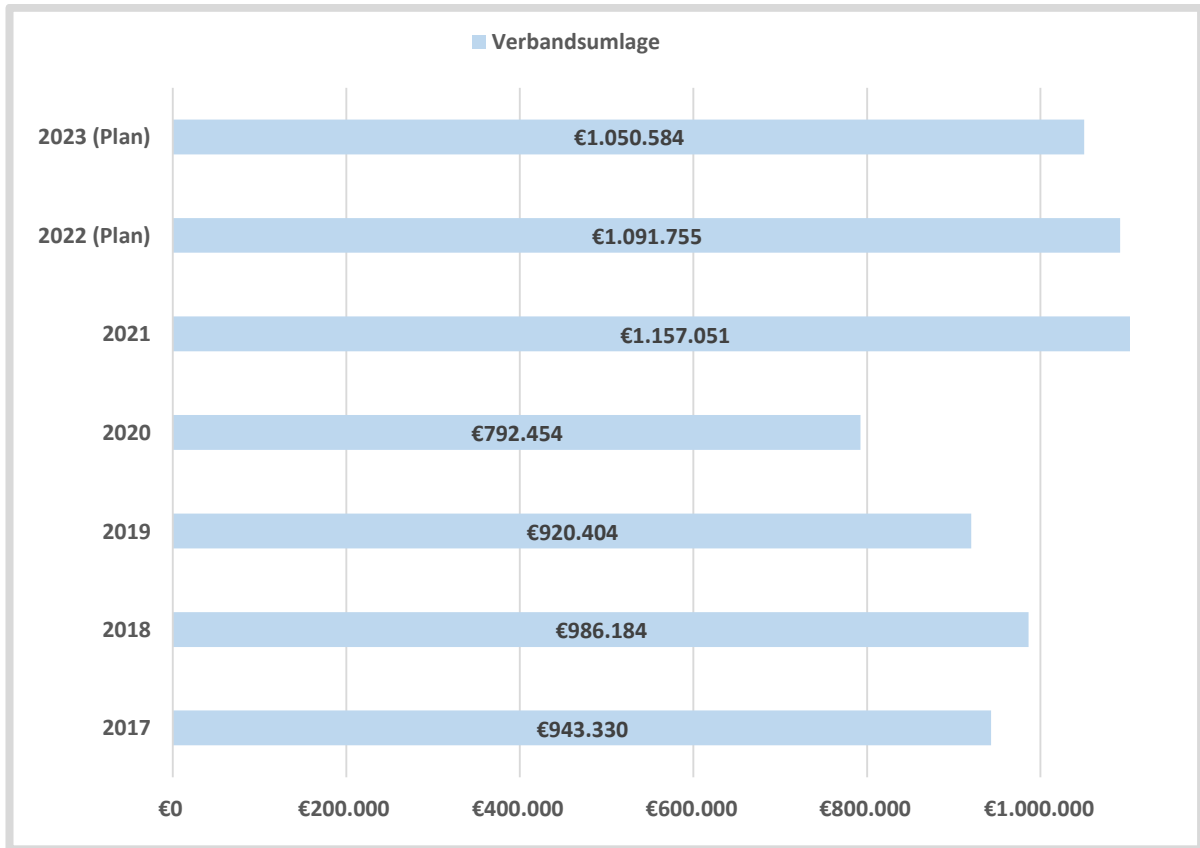 Verbandsumlage
2023 (Plan) €1.050.584
2022 (Plan) €1.091.755
2021 €1.157.051
2020 €792.454
2019 €920.404
2018 €986.184
2017 €943.330
€0 €200.000 €400.000 €600.000 €800.000 €1.000.000